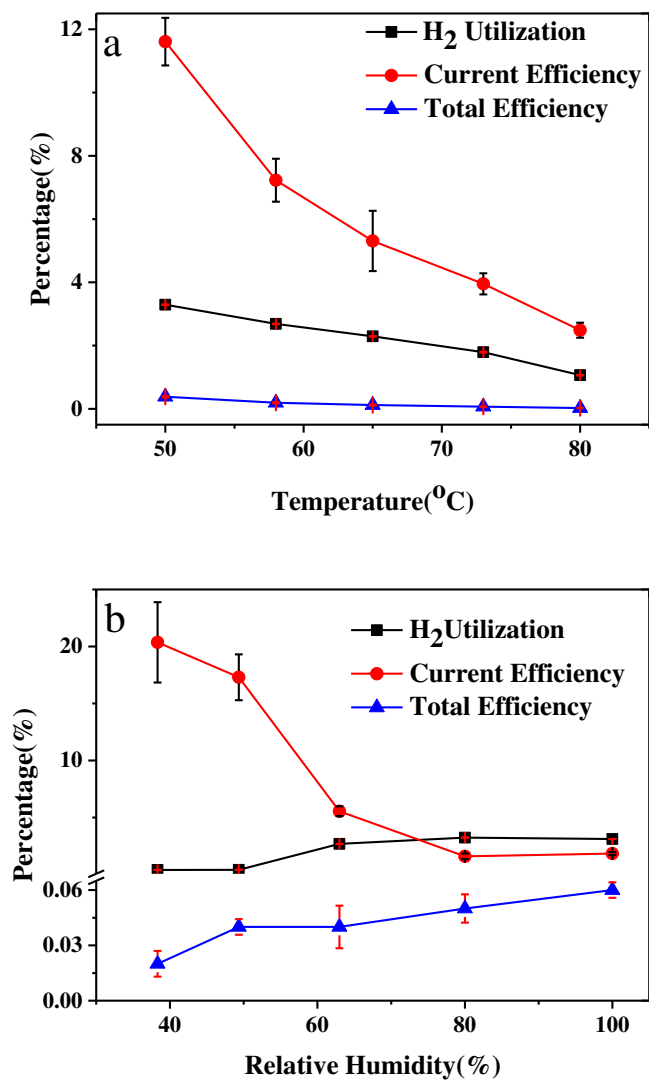 a
H2 Utilization
Current Efficiency
Total Efficiency
12
8
4
0
Percentage(%)
50
60
70
80
Temperature(oC)
b
H2Utilization
Current Efficiency
Total Efficiency
20
10
0.06
0.03
0.00
Percentage(%)
40
60
80
100
Relative Humidity(%)